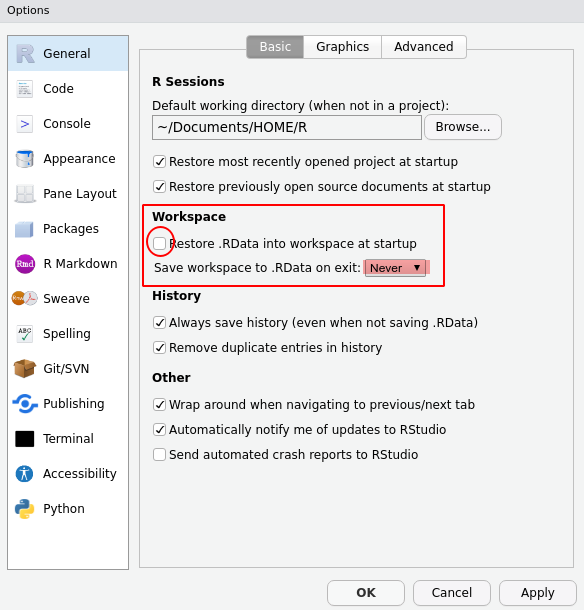 Options
General
Code
Console
Appearance
Pane Layout
Packages
R Markdown
Sweave
Spelling
Git/SVN
Publishing
Terminal
Accessibility
Python
Basic Graphics Advanced
R Sessions
Default working directory (when not in a project):
~/Documents/HOME/R Browse...
Restore most recently opened project at startup
Restore previously open source documents at startup
Workspace
Restore .RData into workspace at startup
Save workspace to .RData on exit: Never
History
Always save history (even when not saving .RData)
Remove duplicate entries in history
Other
Wrap around when navigating to previous/next tab
Automatically notify me of updates to RStudio
Send automated crash reports to RStudio
OK Cancel Apply